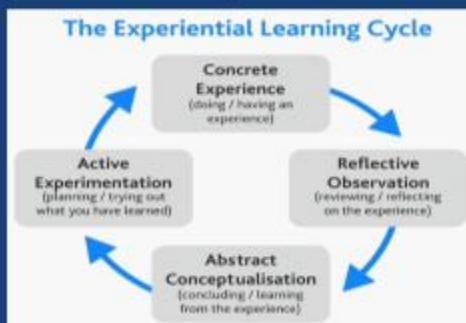 The Experiential Learning Cycle
Concrete
Experience
(doing / having an
experience)
Reflective
Observation
(reviewing / reflecting
on the experience)
Abstract
Conceptualisation
(concluding / learning
from the experience)
Active
Experimentation
(planning / trying out
what you have learned)